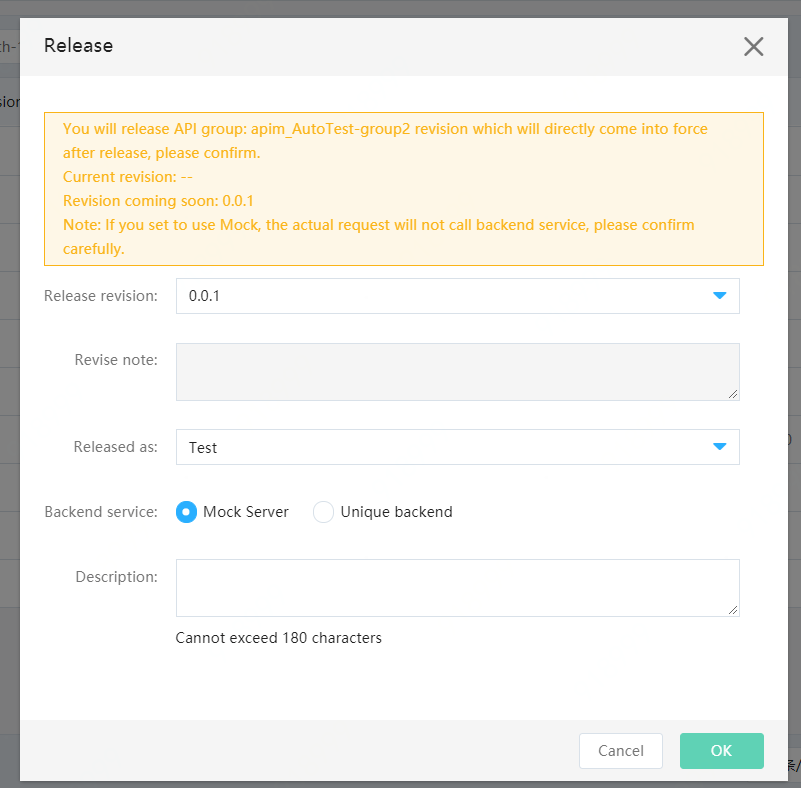 Release
th-
sion
You will release API group: apim_AutoTest-group2 revision which will directly come into force
after release, please confirm.
Current revision: --
Revision coming soon: 0.0.1
Note: If you set to use Mock, the actual request will not call backend service, please confirm
carefully.
Release revision: 0.0.1
Revise note:
Released as: Test
Backend service: Mock Server Unique backend
Description:
Cannot exceed 180 characters
Cancel OK
条/